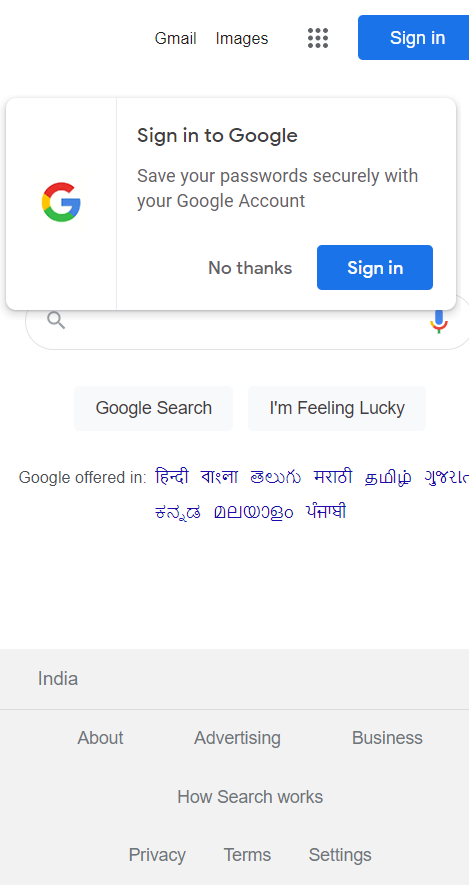 Gmail Images Sign in
Sign in to Google
Save your passwords securely with
your Google Account
No thanks Sign in
Google Search I'm Feeling Lucky
Google offered in: हिन्दी বাংলা తెలుగు मराठी தமிழ்
ಕನ್ನಡ മലയാളം ਪੰਜਾਬੀ
India
About Advertising Business
How Search works
Privacy Terms Settings